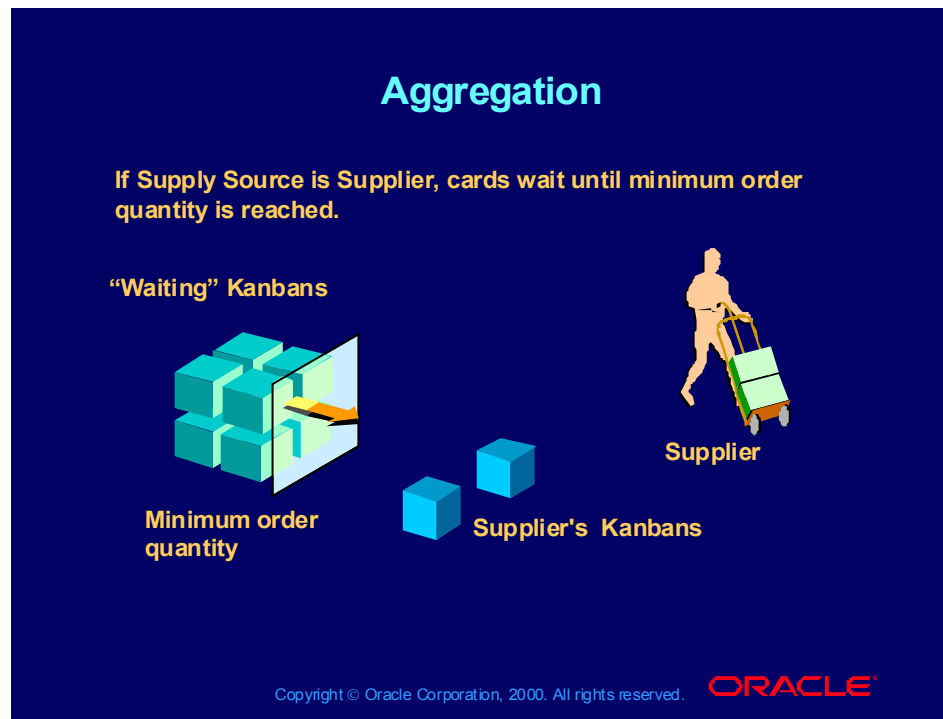 Aggregation
If Supply Source is Supplier, cards wait until minimum order
quantity is reached.
“Waiting” Kanbans
Supplier
Minimum order
quantity
Supplier's Kanbans
Copyright © Oracle Corporation, 2000. All rights reserved.
ORACLE®